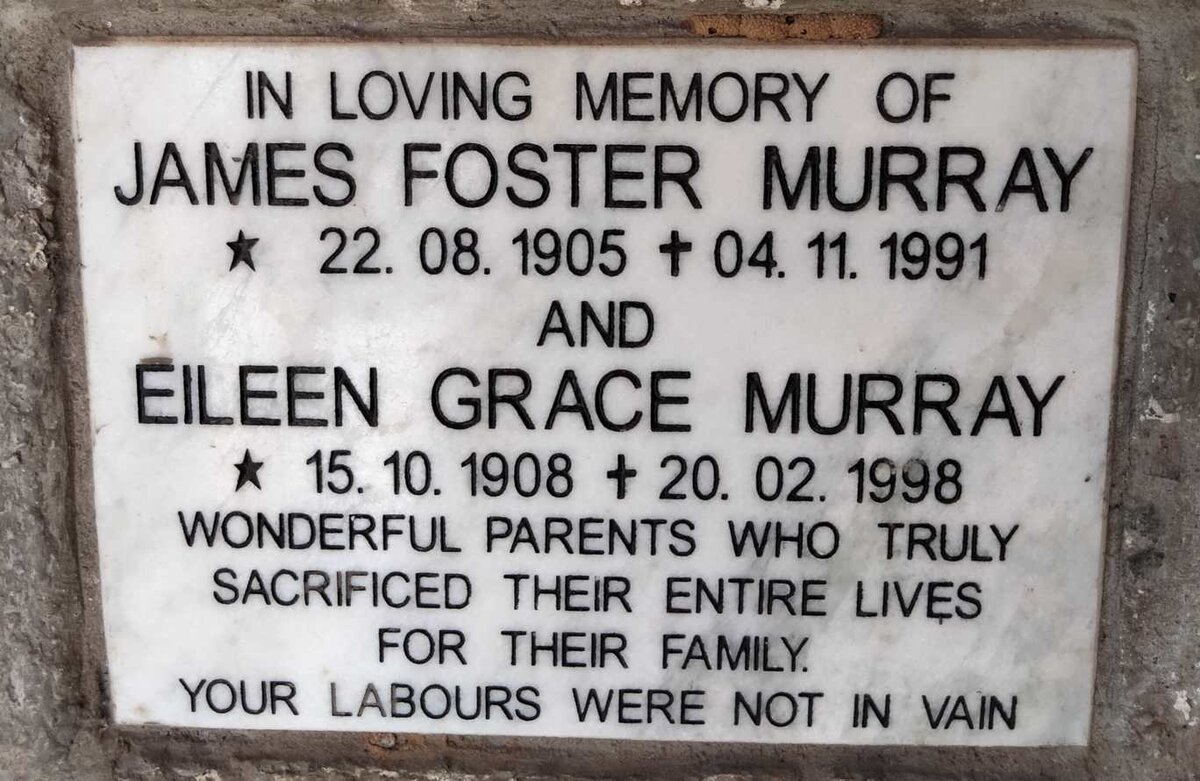 IN LOVING MEMORY OF
JAMES FOSTER MURRAY
★ 22. 08. 1905 ✝ 04. 11. 1991
AND
EILEEN GRACE MURRAY
★ 15. 10. 1908 ✝ 20. 02. 1998
WONDERFUL PARENTS WHO TRULY
SACRIFICED THEIR ENTIRE LIVES
FOR THEIR FAMILY.
YOUR LABOURS WERE NOT IN VAIN